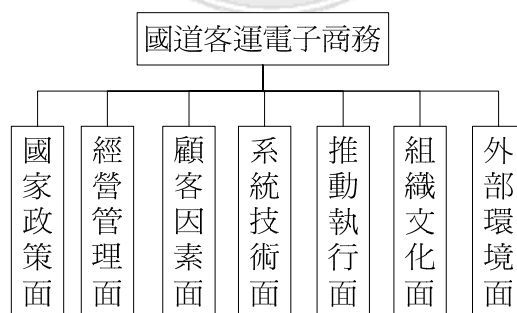 國道客運電子商務
國家政策面
經營管理面
顧客因素面
系統技術面
推動執行面
組織文化面
外部環境面